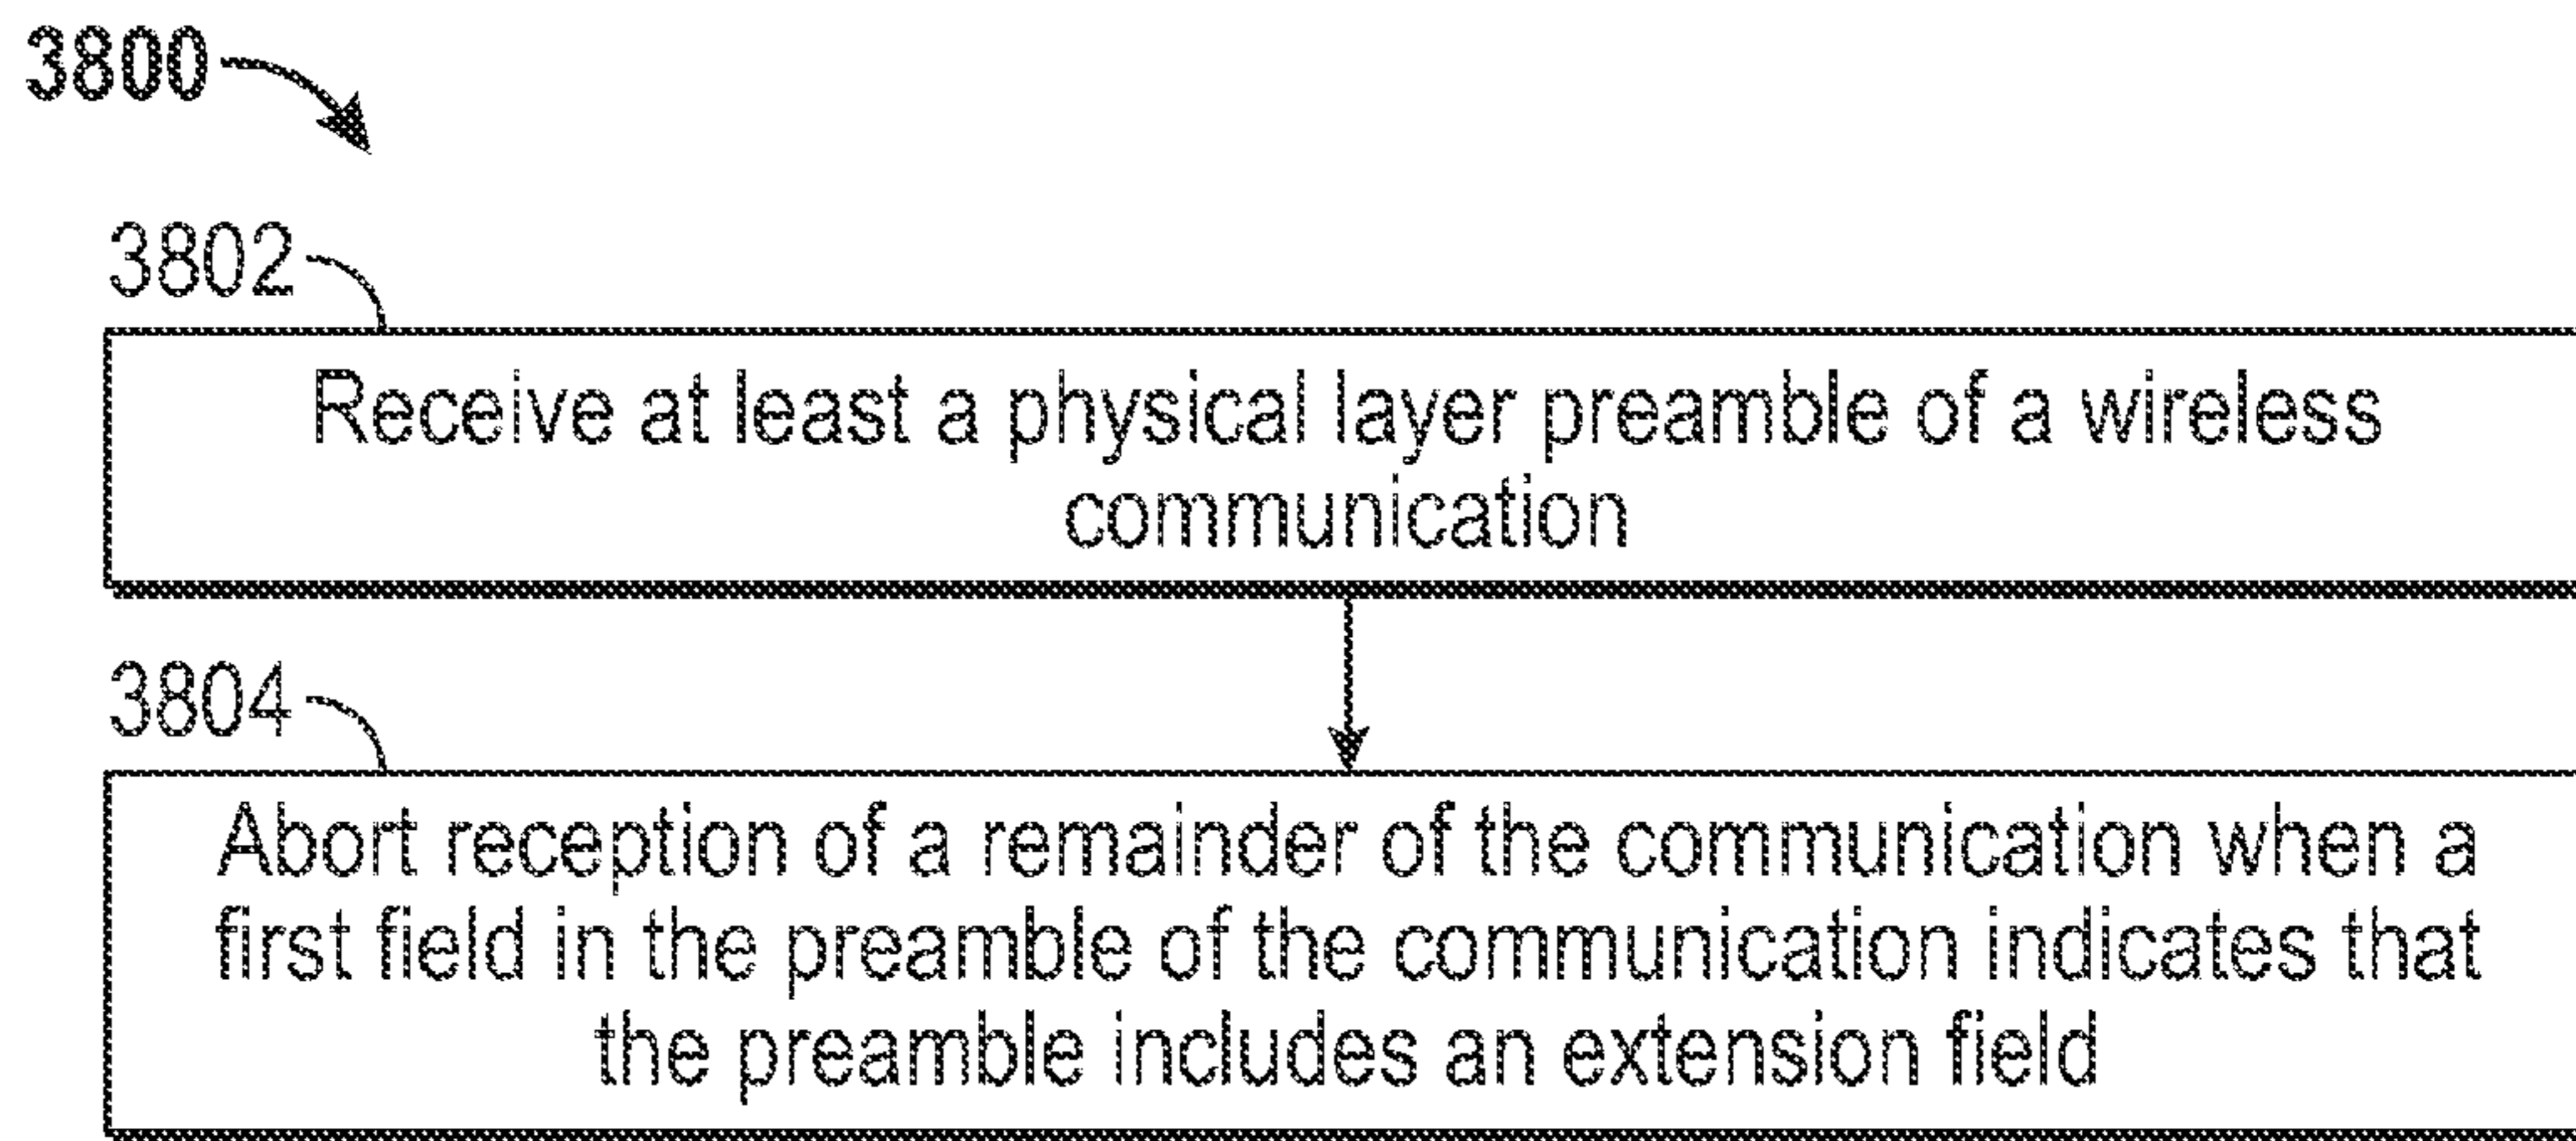 3800
3802
Receive at least a physical layer preamble of a wireless
communication
3804
Abort reception of a remainder of the communication when a
first field in the preamble of the communication indicates that
the preamble includes an extension field